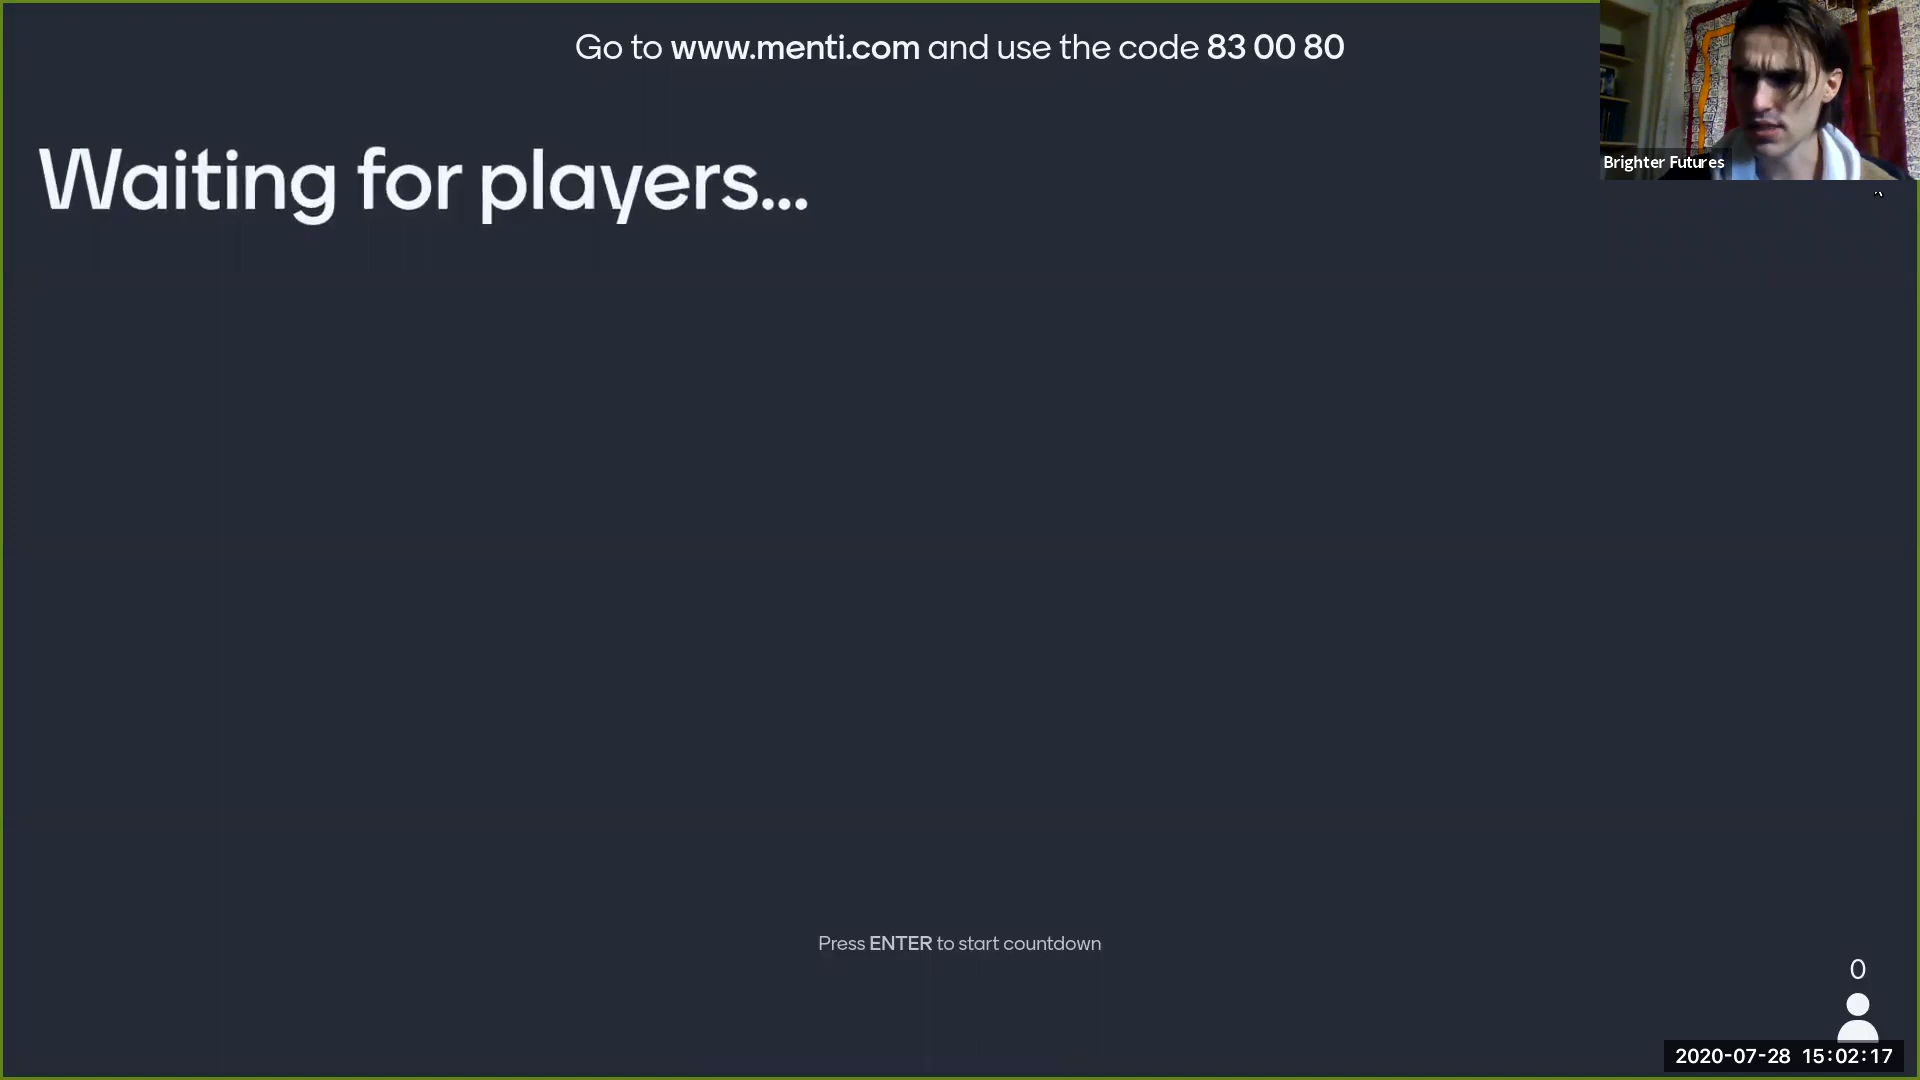 Go to www.menti.com and use the code 83 00 80
Brighter Futures
Waiting for players...
Press ENTER to start countdown
0
2020-07-28 15:02:17